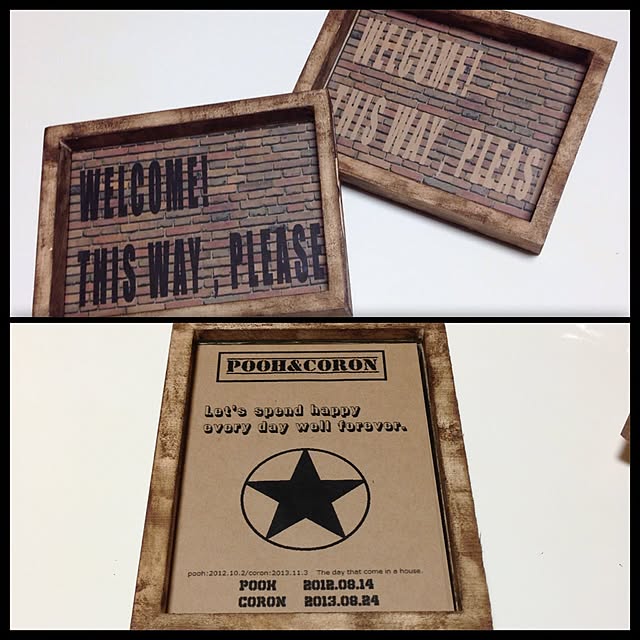 WELCOME!
THIS WAY, PLEASE
WELCOME!
THIS WAY, PLEAS
POOH&CORON
Let's spend happy
every day well forever.
pooh:2012.10.2/coron:2013.11.3 The day that come in a house.
POOH 2012.08.14
CORON 2013.08.24